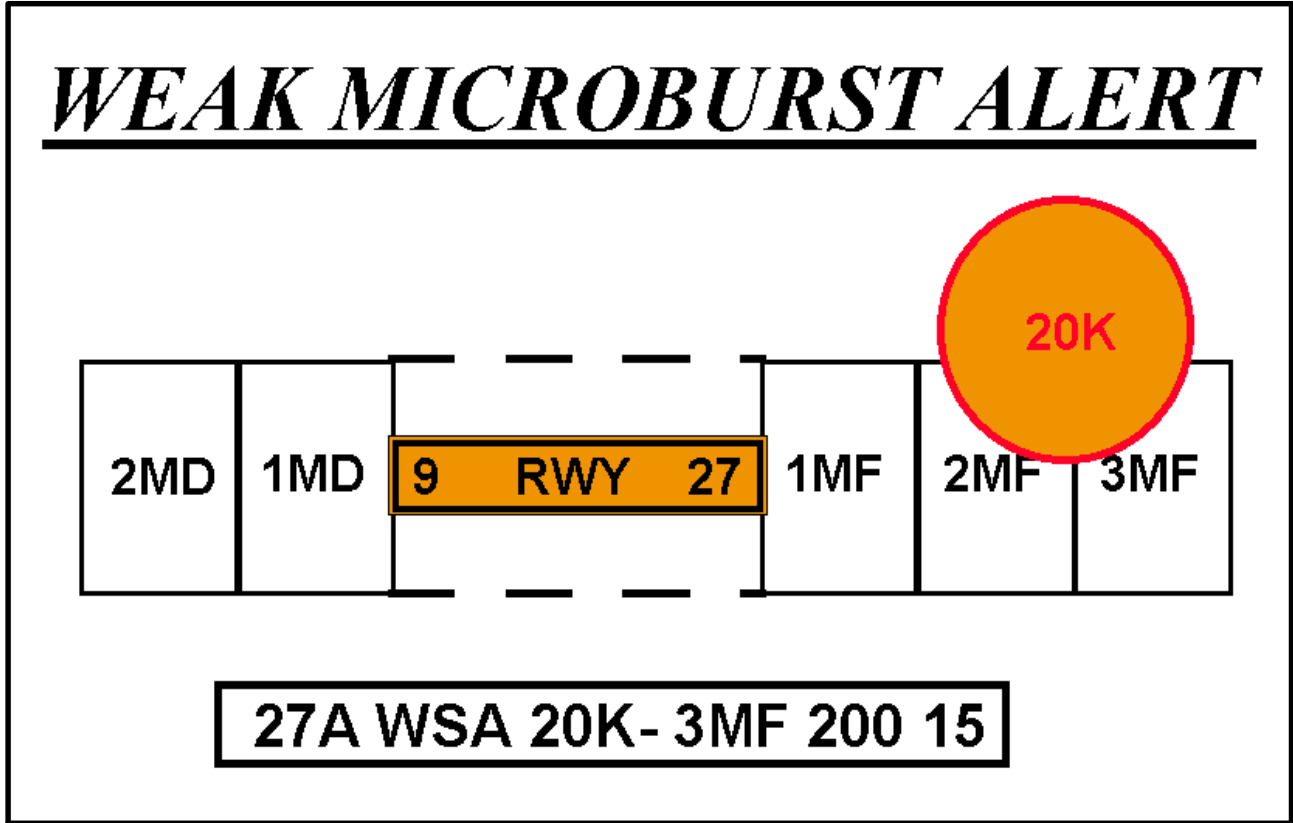 WEAK MICROBURST ALERT
20K
2MD 1MD 9 RWY 27 1MF 2MF 3MF
27A WSA 20K- 3MF 200 15